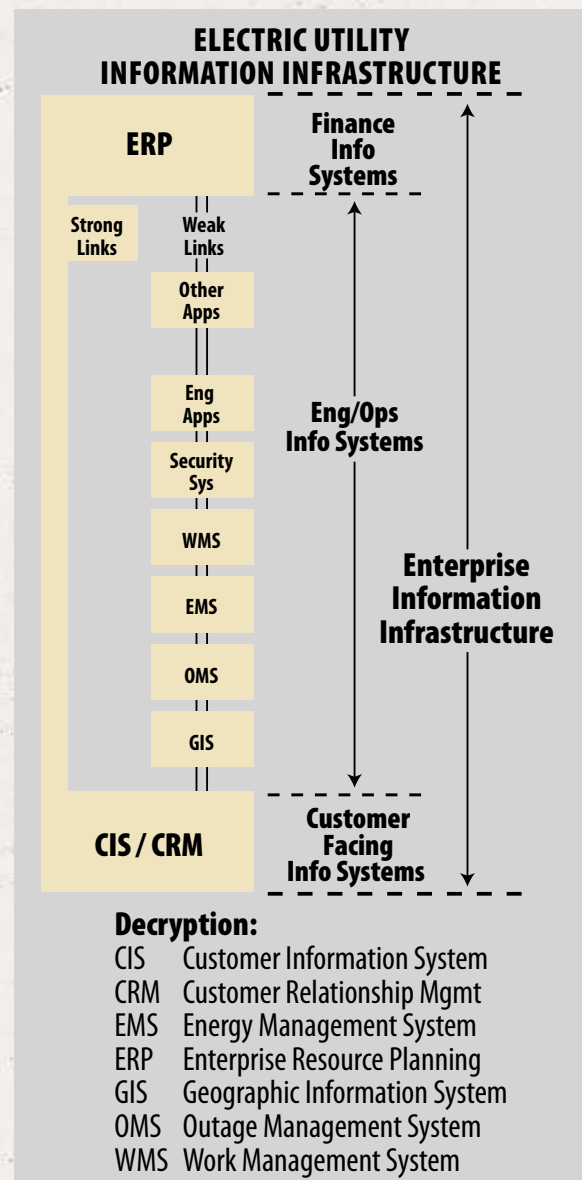 ELECTRIC UTILITY
INFORMATION INFRASTRUCTURE
ERP
Finance
Info
Systems
Strong
Links
Weak
Links
Other
Apps
Eng
Apps
Eng/Ops
Info Systems
Security
Sys
WMS
Enterprise
Information
Infrastructure
EMS
OMS
GIS
CIS / CRM
Customer
Facing
Info Systems
Decryption:
CIS Customer Information System
CRM Customer Relationship Mgmt
EMS Energy Management System
ERP Enterprise Resource Planning
GIS Geographic Information System
OMS Outage Management System
WMS Work Management System